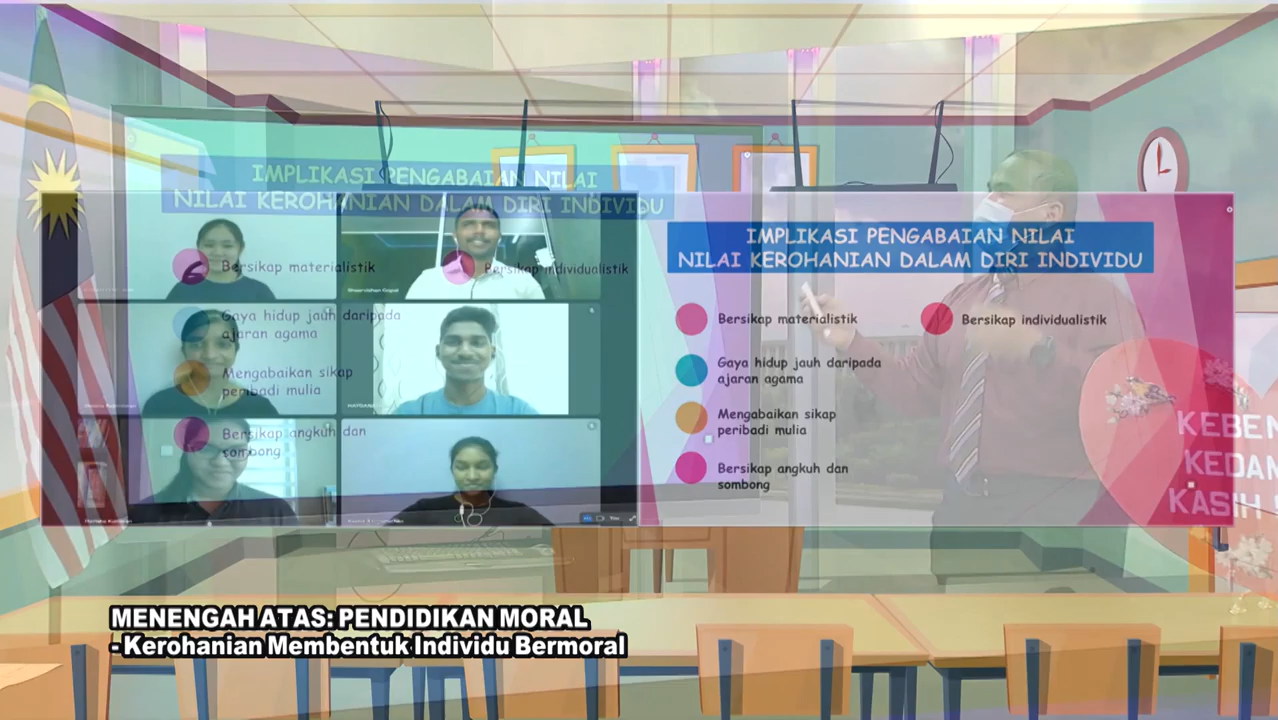 IMPLIKASI PENGABAIAN NILAI
NILAI KEROHANIAN DALAM DIRI INDIVIDU
Bersikap materialistik
Bersikap individualistik
Gaya hidup jauh daripada
ajaran agama
Mengabaikan sikap
peribadi mulia
Bersikap angkuh dan
sombong
IMPLIKASI PENGABAIAN NILAI
NILAI KEROHANIAN DALAM DIRI INDIVIDU
Bersikap materialistik
Bersikap individualistik
Gaya hidup jauh daripada
ajaran agama
Mengabaikan sikap
peribadi mulia
Bersikap angkuh dan
sombong
KASIH
MENENGAH ATAS: PENDIDIKAN MORAL
- Kerohanian Membentuk Individu Bermoral